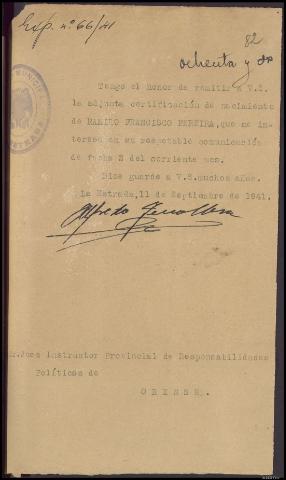 Exp. nº 66/41
82
ochenta y dos
Tengo el honor de remitir a V.S.
la adjunta certificación de nacimiento
de RAMIRO FRANCISCO PEREIRA, que me in-
teresó en su respetable comunicación
de fecha 2 del corriente mes.
Dios guarde a V.S. muchos años.
La Estrada, 11 de Septiembre de 1941.
Alfredo
Sr. Juez Instructor Provincial de Responsabilidades
Políticas de
ORENSE.